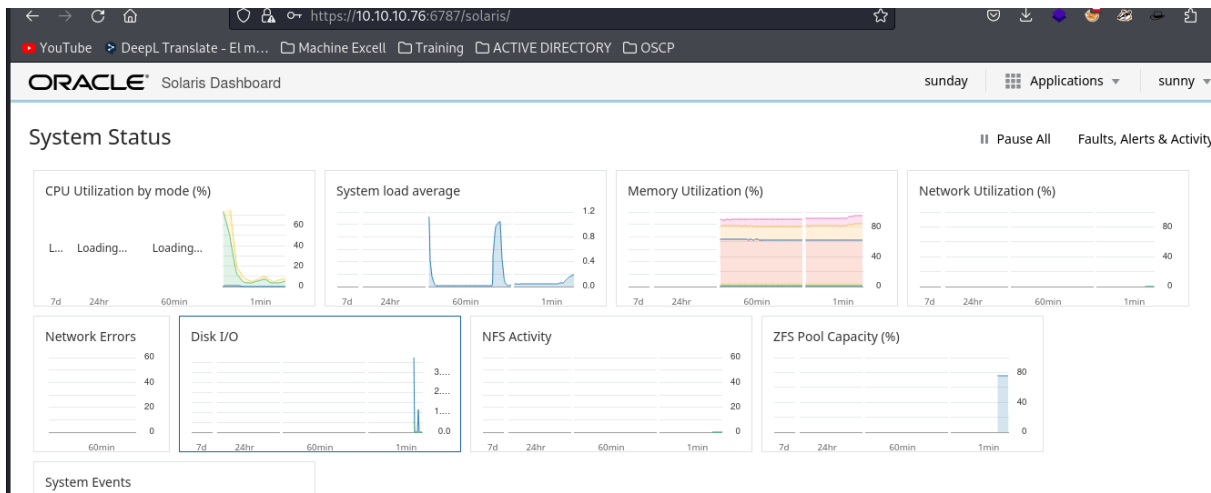 https://10.10.10.76:6787/solaris/
YouTube DeepL Translate - El m... Machine Excell Training ACTIVE DIRECTORY OSCP
ORACLE® Solaris Dashboard sunday Applications sunny
System Status Pause All Faults, Alerts & Activity
CPU Utilization by mode (%)
L... Loading... Loading...
60
40
20
0
7d 24hr 60min 1min
System load average
1.2
0.8
0.4
0.0
7d 24hr 60min 1min
Memory Utilization (%)
80
40
0
7d 24hr 60min 1min
Network Utilization (%)
80
40
0
7d 24hr 60min 1min
Network Errors
60
40
20
0
60min
Disk I/O
3....
2....
1....
0.0
7d 24hr 60min 1min
NFS Activity
60
40
20
0
7d 24hr 60min 1min
ZFS Pool Capacity (%)
80
40
0
7d 24hr 60min 1min
System Events